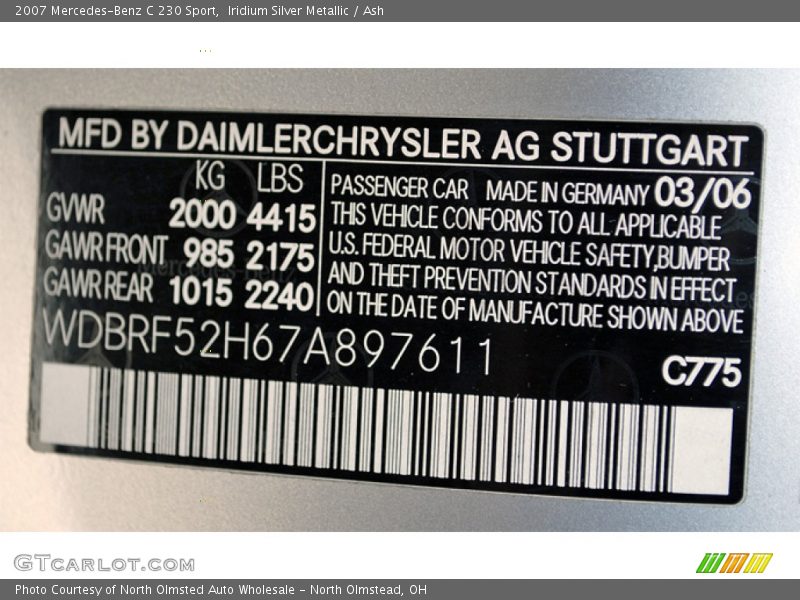 2007 Mercedes-Benz C 230 Sport, Iridium Silver Metallic / Ash
MFD BY DAIMLERCHRYSLER AG STUTTGART
KG LBS
GVWR 2000 4415
GAWR FRONT 985 2175
GAWR REAR 1015 2240
PASSENGER CAR MADE IN GERMANY 03/06
THIS VEHICLE CONFORMS TO ALL APPLICABLE
U.S. FEDERAL MOTOR VEHICLE SAFETY,BUMPER
AND THEFT PREVENTION STANDARDS IN EFFECT
ON THE DATE OF MANUFACTURE SHOWN ABOVE
WDBRF52H67A897611
C775
GTCARLOT.COM
Photo Courtesy of North Olmsted Auto Wholesale - North Olmstead, OH